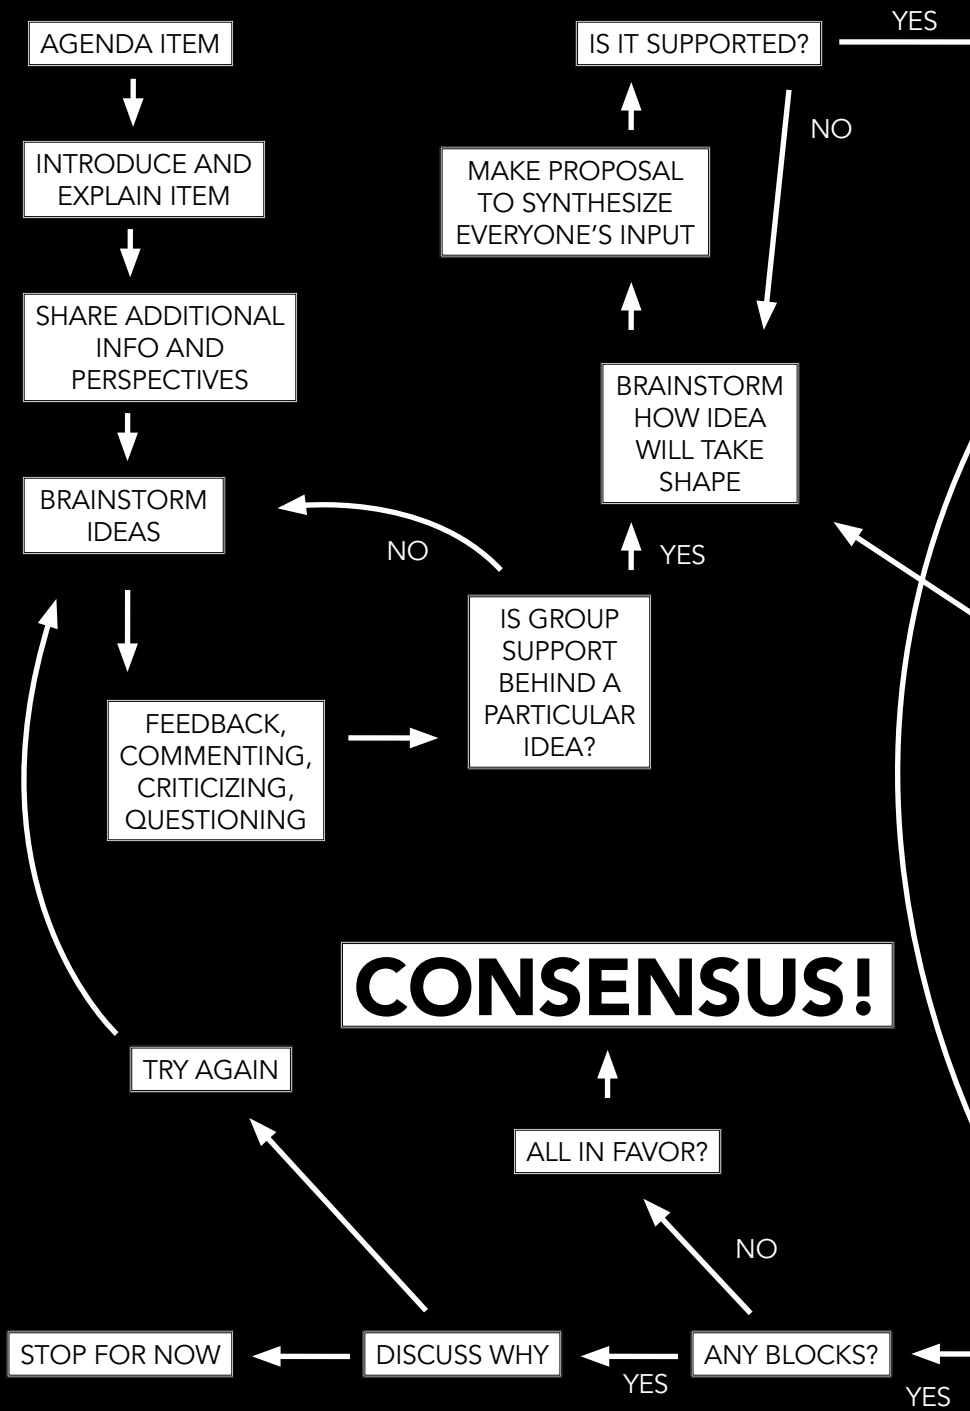 AGENDA ITEM
INTRODUCE AND
EXPLAIN ITEM
SHARE ADDITIONAL
INFO AND
PERSPECTIVES
BRAINSTORM
IDEAS
FEEDBACK,
COMMENTING,
CRITICIZING,
QUESTIONING
IS GROUP
SUPPORT
BEHIND A
PARTICULAR
IDEA?
NO
YES
BRAINSTORM
HOW IDEA
WILL TAKE
SHAPE
MAKE PROPOSAL
TO SYNTHESIZE
EVERYONE’S INPUT
IS IT SUPPORTED?
NO
YES
YES
ANY BLOCKS?
NO
ALL IN FAVOR?
CONSENSUS!
YES
DISCUSS WHY
STOP FOR NOW
TRY AGAIN